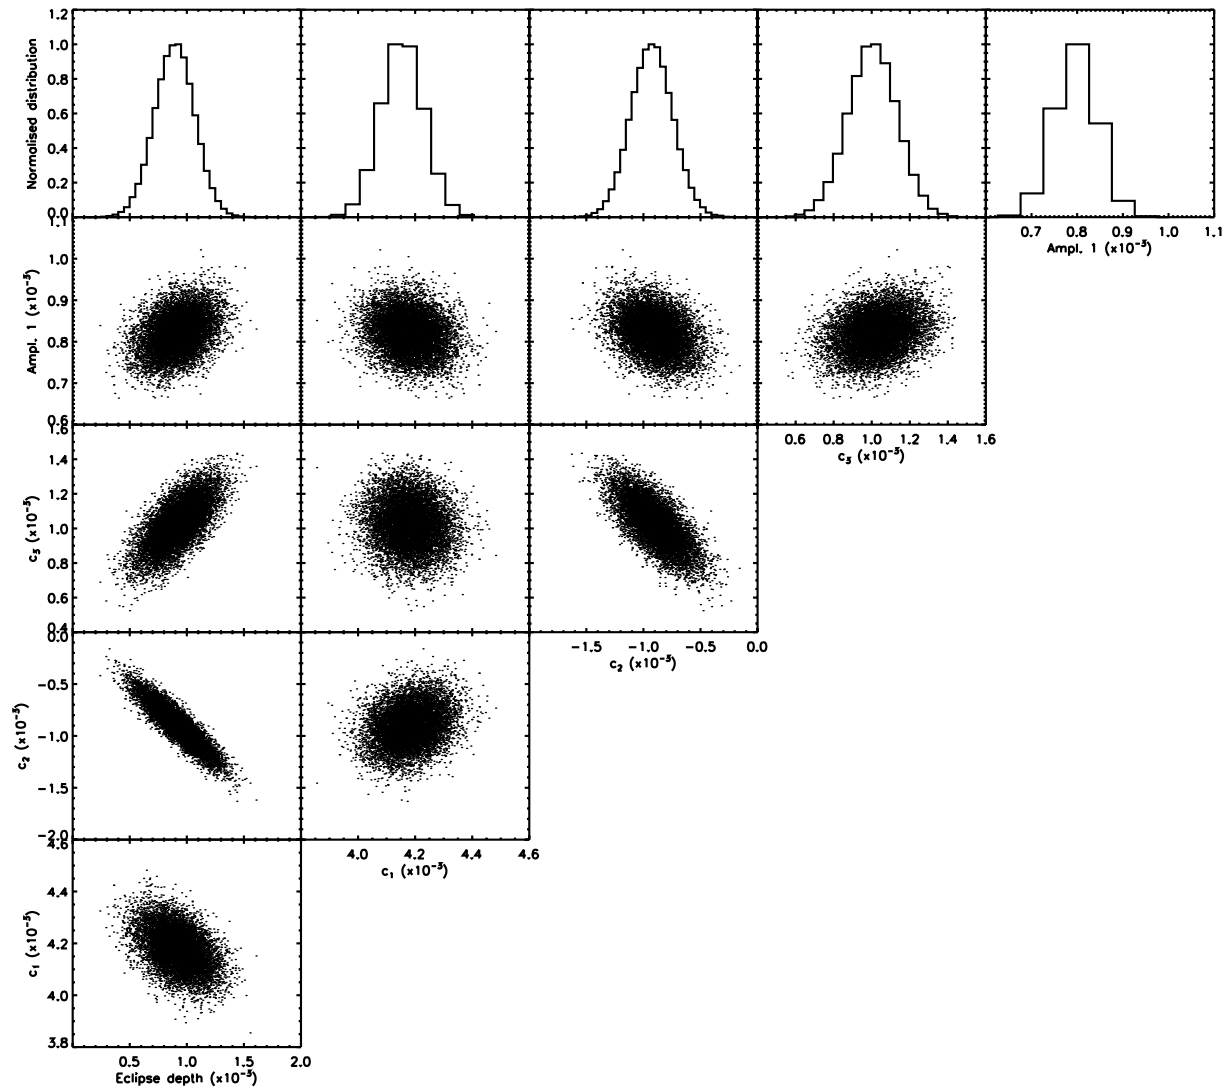 1.2
1.0
0.8
0.6
0.4
0.2
0.0
Normalised distribution
0.7 0.8 0.9 1.0 1.1
Ampl. 1 (x10⁻³)
1.1
1.0
0.9
0.8
0.7
0.6
Ampl. 1 (x10⁻³)
0.6 0.8 1.0 1.2 1.4 1.6
c₃ (x10⁻³)
1.6
1.4
1.2
1.0
0.8
0.6
0.4
c₃ (x10⁻³)
−1.5 −1.0 −0.5 0.0
c₂ (x10⁻³)
0.0
−0.5
−1.0
−1.5
−2.0
c₂ (x10⁻³)
4.0 4.2 4.4 4.6
c₁ (x10⁻³)
4.6
4.4
4.2
4.0
3.8
c₁ (x10⁻³)
0.5 1.0 1.5 2.0
Eclipse depth (x10⁻³)